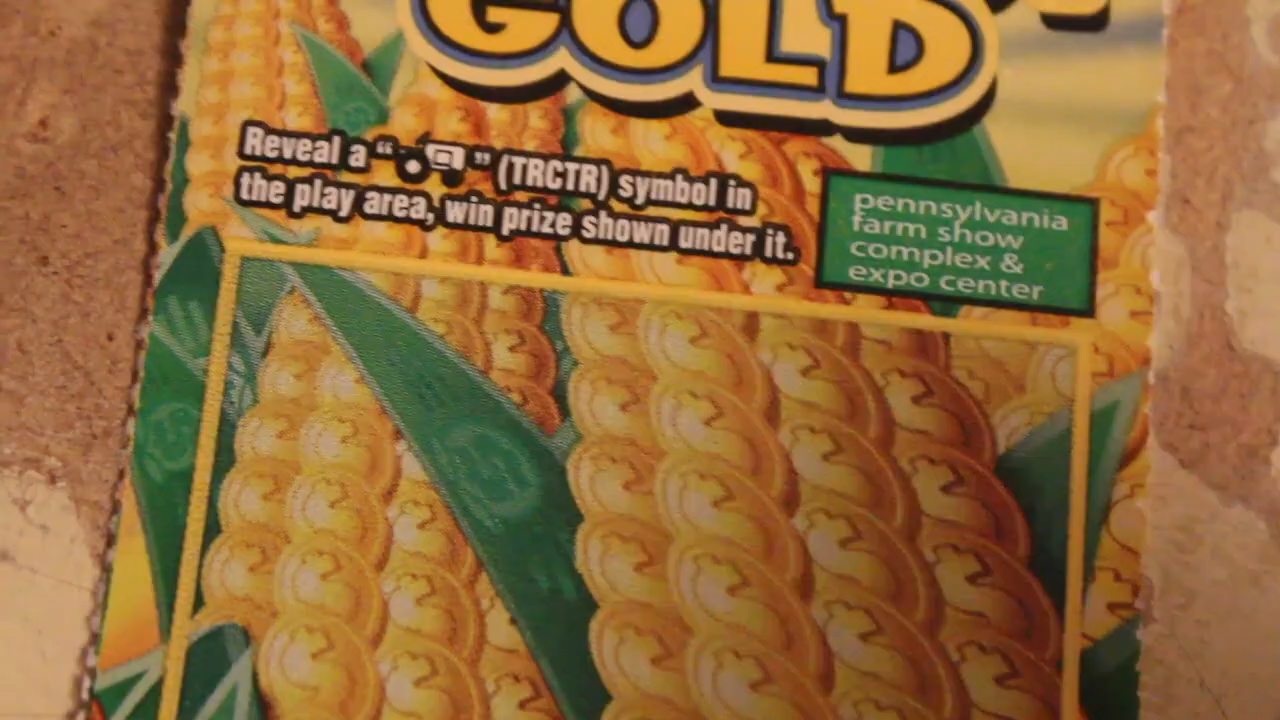 GOLD
Reveal a " " (TRCTR) symbol in
the play area, win prize shown under it.
pennsylvania
farm show
complex &
expo center